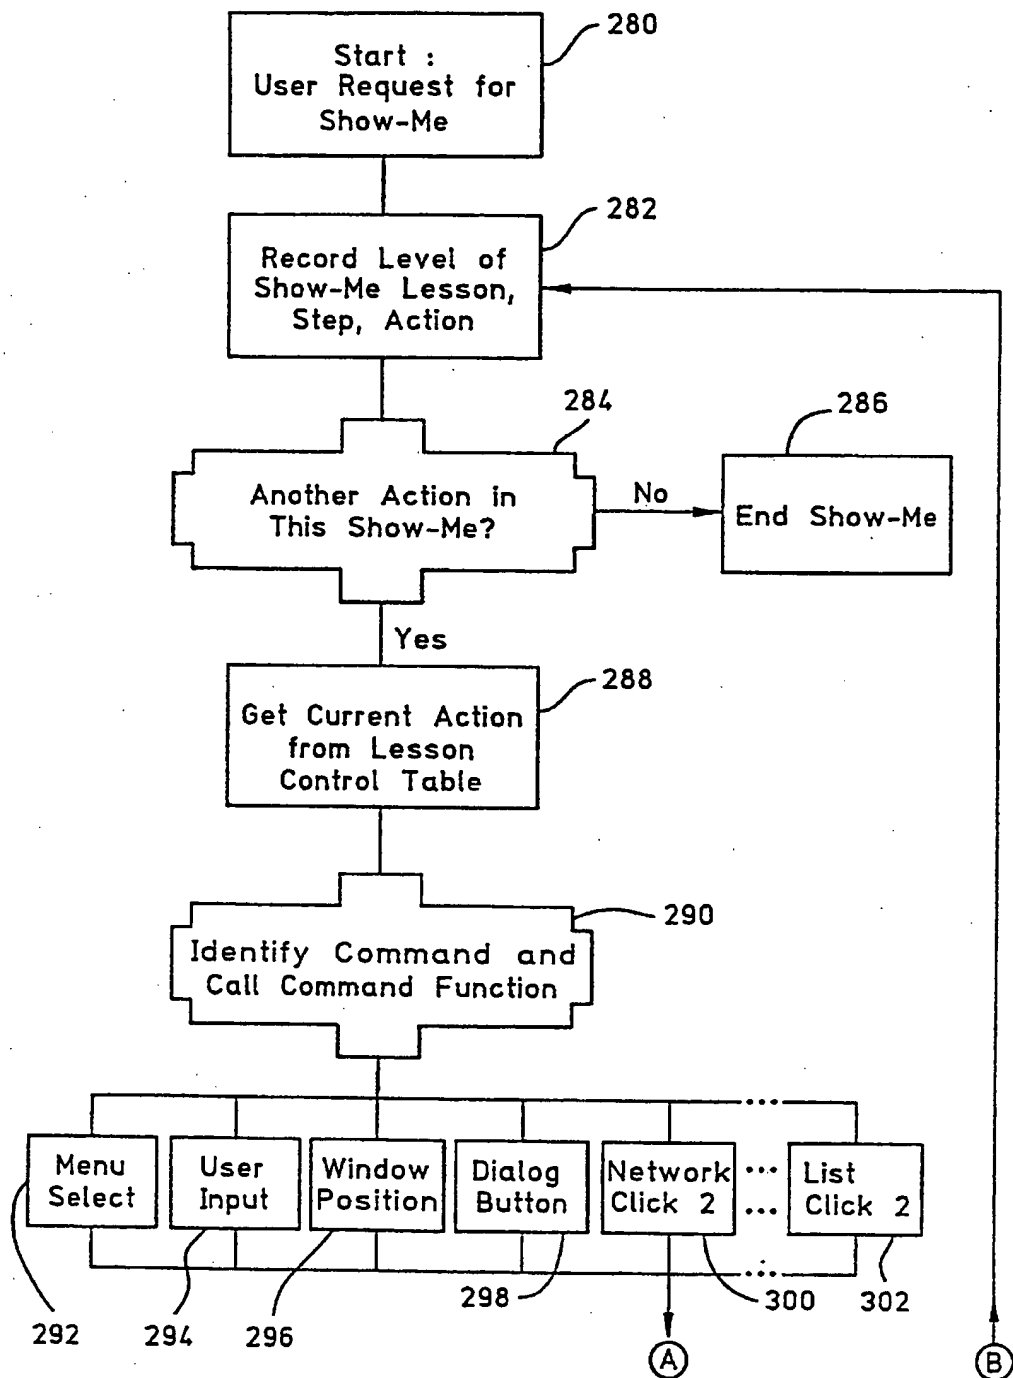 280
Start :
User Request for
Show-Me
282
Record Level of
Show-Me Lesson,
Step, Action
284
286
Another Action in
This Show-Me?
No
End Show-Me
Yes
288
Get Current Action
from Lesson
Control Table
290
Identify Command and
Call Command Function
Menu
Select
User
Input
Window
Position
Dialog
Button
Network
Click 2
...
...
List
Click 2
292
294
296
298
300
302
A
B